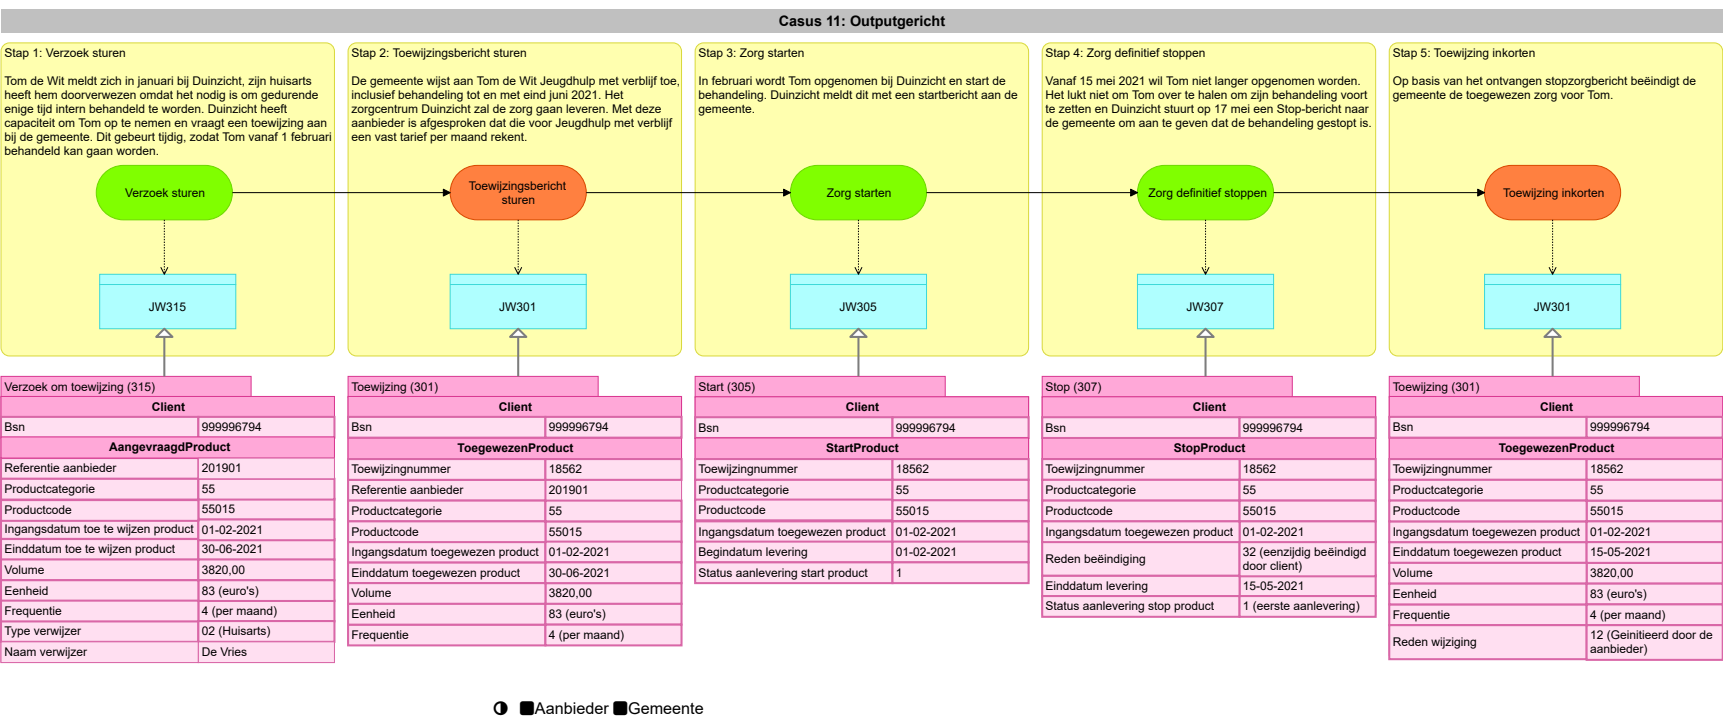 Casus 11: Outputgericht
Stap 1: Verzoek sturen
Tom de Wit meldt zich in januari bij Duinzicht, zijn huisarts
heeft hem doorverwezen omdat het nodig is om gedurende
enige tijd intern behandeld te worden. Duinzicht heeft
capaciteit om Tom op te nemen en vraagt een toewijzing aan
bij de gemeente. Dit gebeurt tijdig, zodat Tom vanaf 1 februari
behandeld kan gaan worden.
Verzoek sturen
JW315
Stap 2: Toewijzingsbericht sturen
De gemeente wijst aan Tom de Wit Jeugdhulp met verblijf toe,
inclusief behandeling tot en met eind juni 2021. Het
zorgcentrum Duinzicht zal de zorg gaan leveren. Met deze
aanbieder is afgesproken dat die voor Jeugdhulp met verblijf
een vast tarief per maand rekent.
Toewijzingsbericht
sturen
JW301
Stap 3: Zorg starten
In februari wordt Tom opgenomen bij Duinzicht en start de
behandeling. Duinzicht meldt dit met een startbericht aan de
gemeente.
Zorg starten
JW305
Stap 4: Zorg definitief stoppen
Vanaf 15 mei 2021 wil Tom niet langer opgenomen worden.
Het lukt niet om Tom over te halen om zijn behandeling voort
te zetten en Duinzicht stuurt op 17 mei een Stop-bericht naar
de gemeente om aan te geven dat de behandeling gestopt is.
Zorg definitief stoppen
JW307
Stap 5: Toewijzing inkorten
Op basis van het ontvangen stopzorgbericht beëindigt de
gemeente de toegewezen zorg voor Tom.
Toewijzing inkorten
JW301
Verzoek om toewijzing (315)
Client
Bsn 999996794
AangevraagdProduct
Referentie aanbieder 201901
Productcategorie 55
Productcode 55015
Ingangsdatum toe te wijzen product 01-02-2021
Einddatum toe te wijzen product 30-06-2021
Volume 3820,00
Eenheid 83 (euro's)
Frequentie 4 (per maand)
Type verwijzer 02 (Huisarts)
Naam verwijzer De Vries
Toewijzing (301)
Client
Bsn 999996794
ToegewezenProduct
Toewijzingnummer 18562
Referentie aanbieder 201901
Productcategorie 55
Productcode 55015
Ingangsdatum toegewezen product 01-02-2021
Einddatum toegewezen product 30-06-2021
Volume 3820,00
Eenheid 83 (euro's)
Frequentie 4 (per maand)
Start (305)
Client
Bsn 999996794
StartProduct
Toewijzingnummer 18562
Productcategorie 55
Productcode 55015
Ingangsdatum toegewezen product 01-02-2021
Begindatum levering 01-02-2021
Status aanlevering start product 1
Stop (307)
Client
Bsn 999996794
StopProduct
Toewijzingnummer 18562
Productcategorie 55
Productcode 55015
Ingangsdatum toegewezen product 01-02-2021
Reden beëindiging 32 (eenzijdig beëindigd
door client)
Einddatum levering 15-05-2021
Status aanlevering stop product 1 (eerste aanlevering)
Toewijzing (301)
Client
Bsn 999996794
ToegewezenProduct
Toewijzingnummer 18562
Productcategorie 55
Productcode 55015
Ingangsdatum toegewezen product 01-02-2021
Einddatum toegewezen product 15-05-2021
Volume 3820,00
Eenheid 83 (euro's)
Frequentie 4 (per maand)
Reden wijziging 12 (Geinitieerd door de
aanbieder)
Aanbieder Gemeente